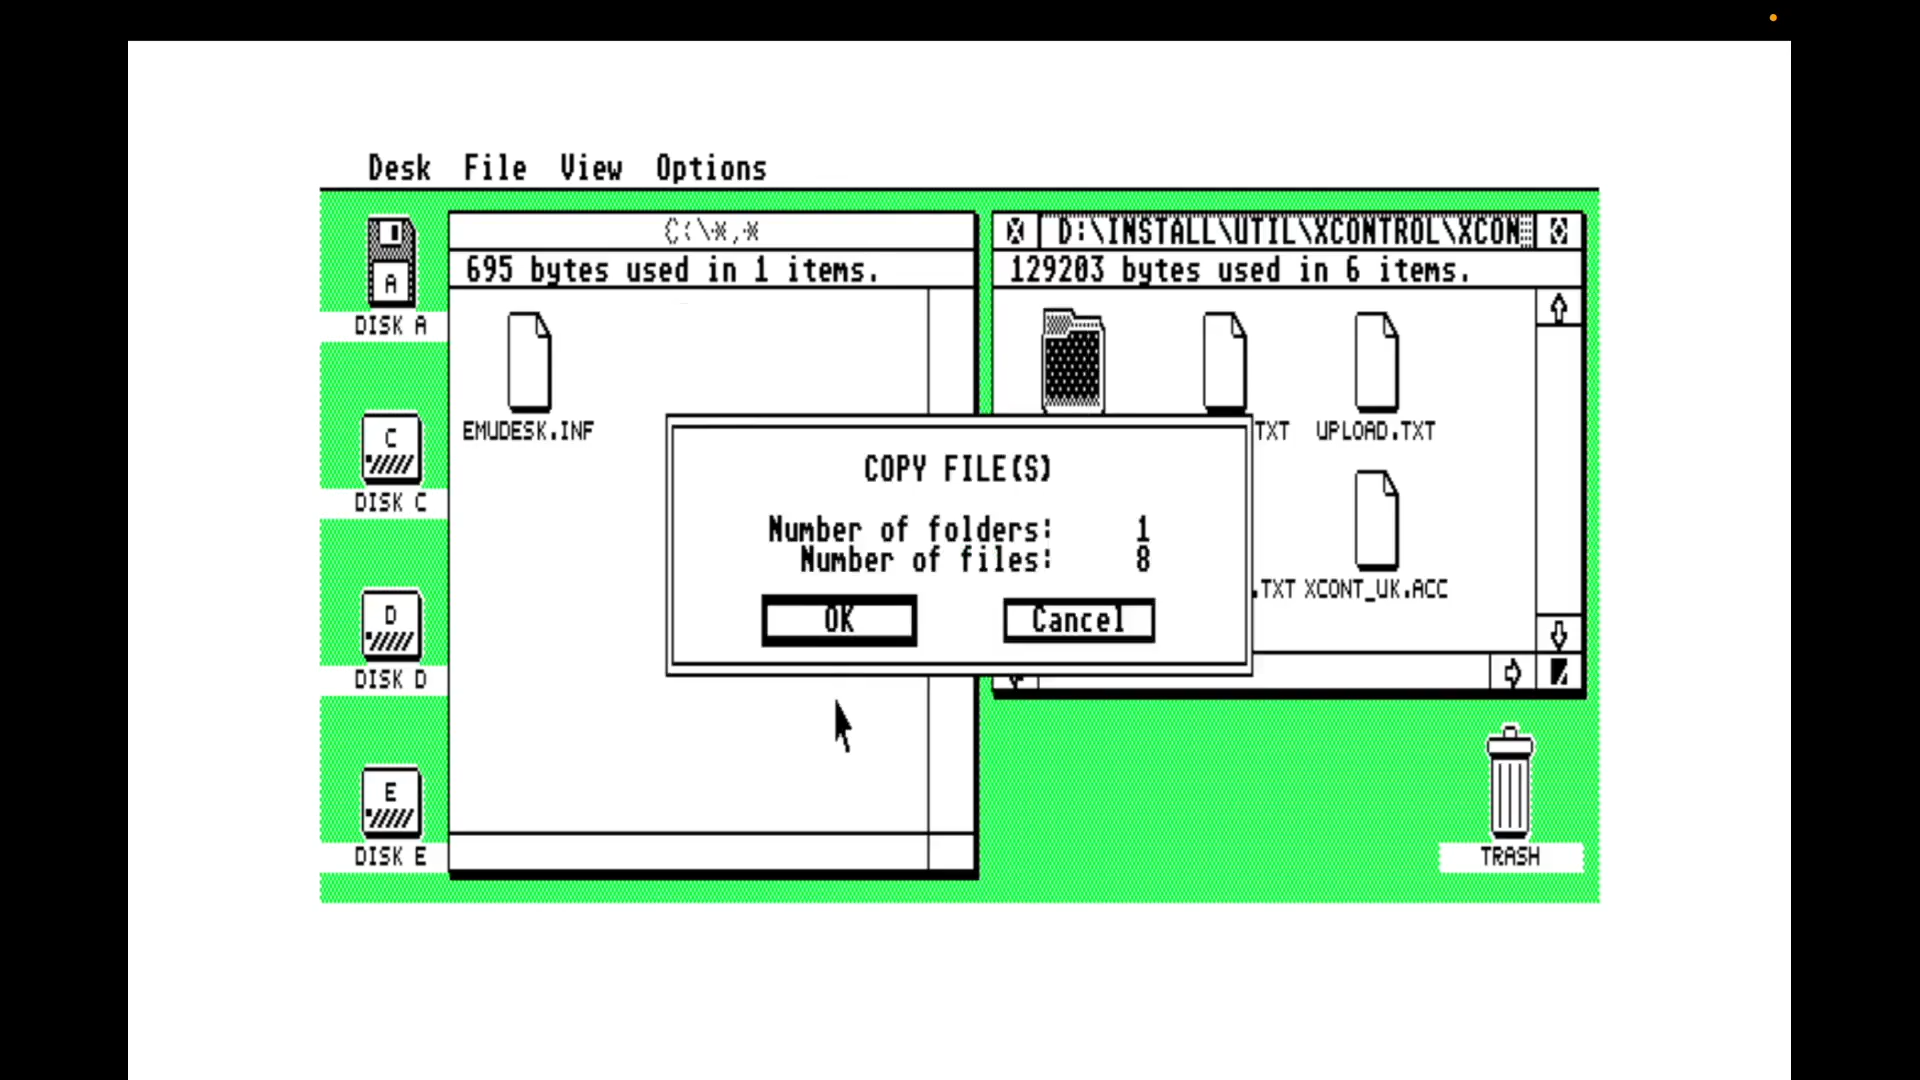 Desk File View Options
C:\*.*
695 bytes used in 1 items.
D:\INSTALL\UTIL\XCONTROL\XCON
129203 bytes used in 6 items.
A
DISK A
C
DISK C
D
DISK D
E
DISK E
EMUDESK.INF
TXT
UPLOAD.TXT
.TXT
XCONT_UK.ACC
COPY FILE(S)
Number of folders: 1
Number of files: 8
OK
Cancel
TRASH